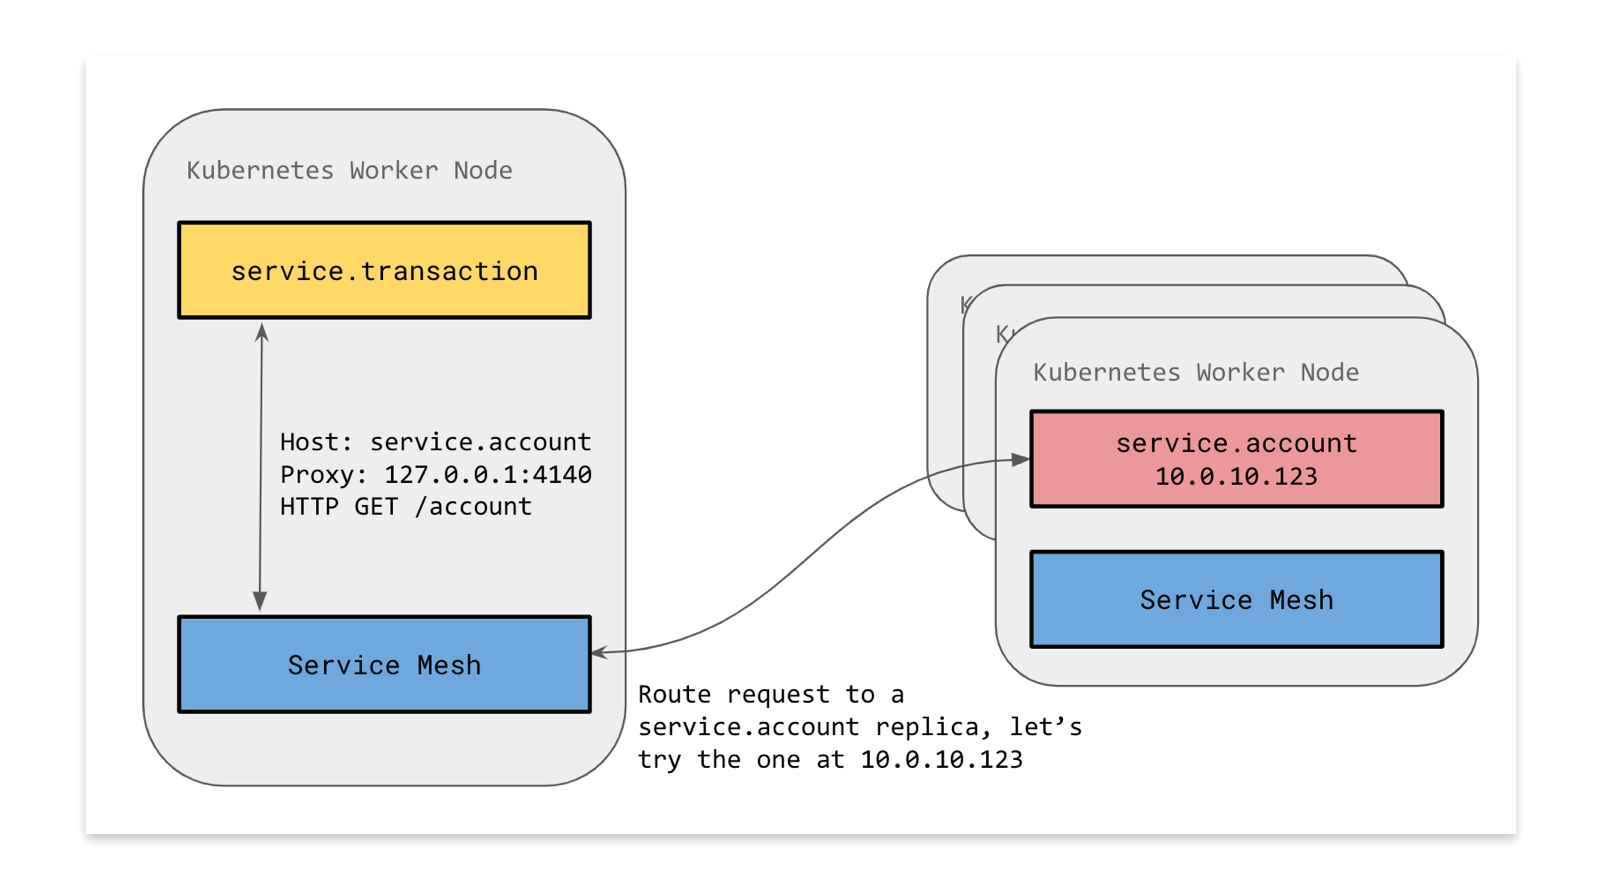 Kubernetes Worker Node
service.transaction
Host: service.account
Proxy: 127.0.0.1:4140
HTTP GET /account
Service Mesh
Route request to a
service.account replica, let’s
try the one at 10.0.10.123
Kubernetes Worker Node
service.account
10.0.10.123
Service Mesh